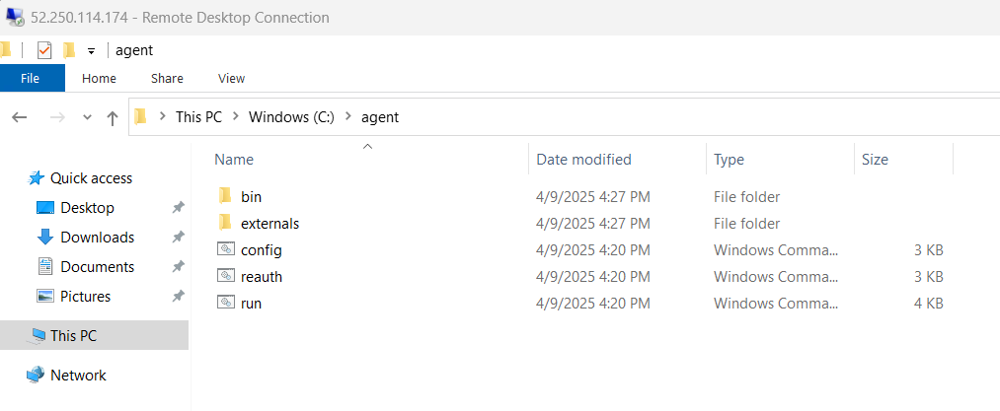 52.250.114.174 - Remote Desktop Connection
agent
File Home Share View
This PC Windows (C:) agent
Name Date modified Type Size
Quick access
Desktop
Downloads
Documents
Pictures
This PC
Network
bin 4/9/2025 4:27 PM File folder
externals 4/9/2025 4:27 PM File folder
config 4/9/2025 4:20 PM Windows Comma... 3 KB
reauth 4/9/2025 4:20 PM Windows Comma... 3 KB
run 4/9/2025 4:20 PM Windows Comma... 4 KB